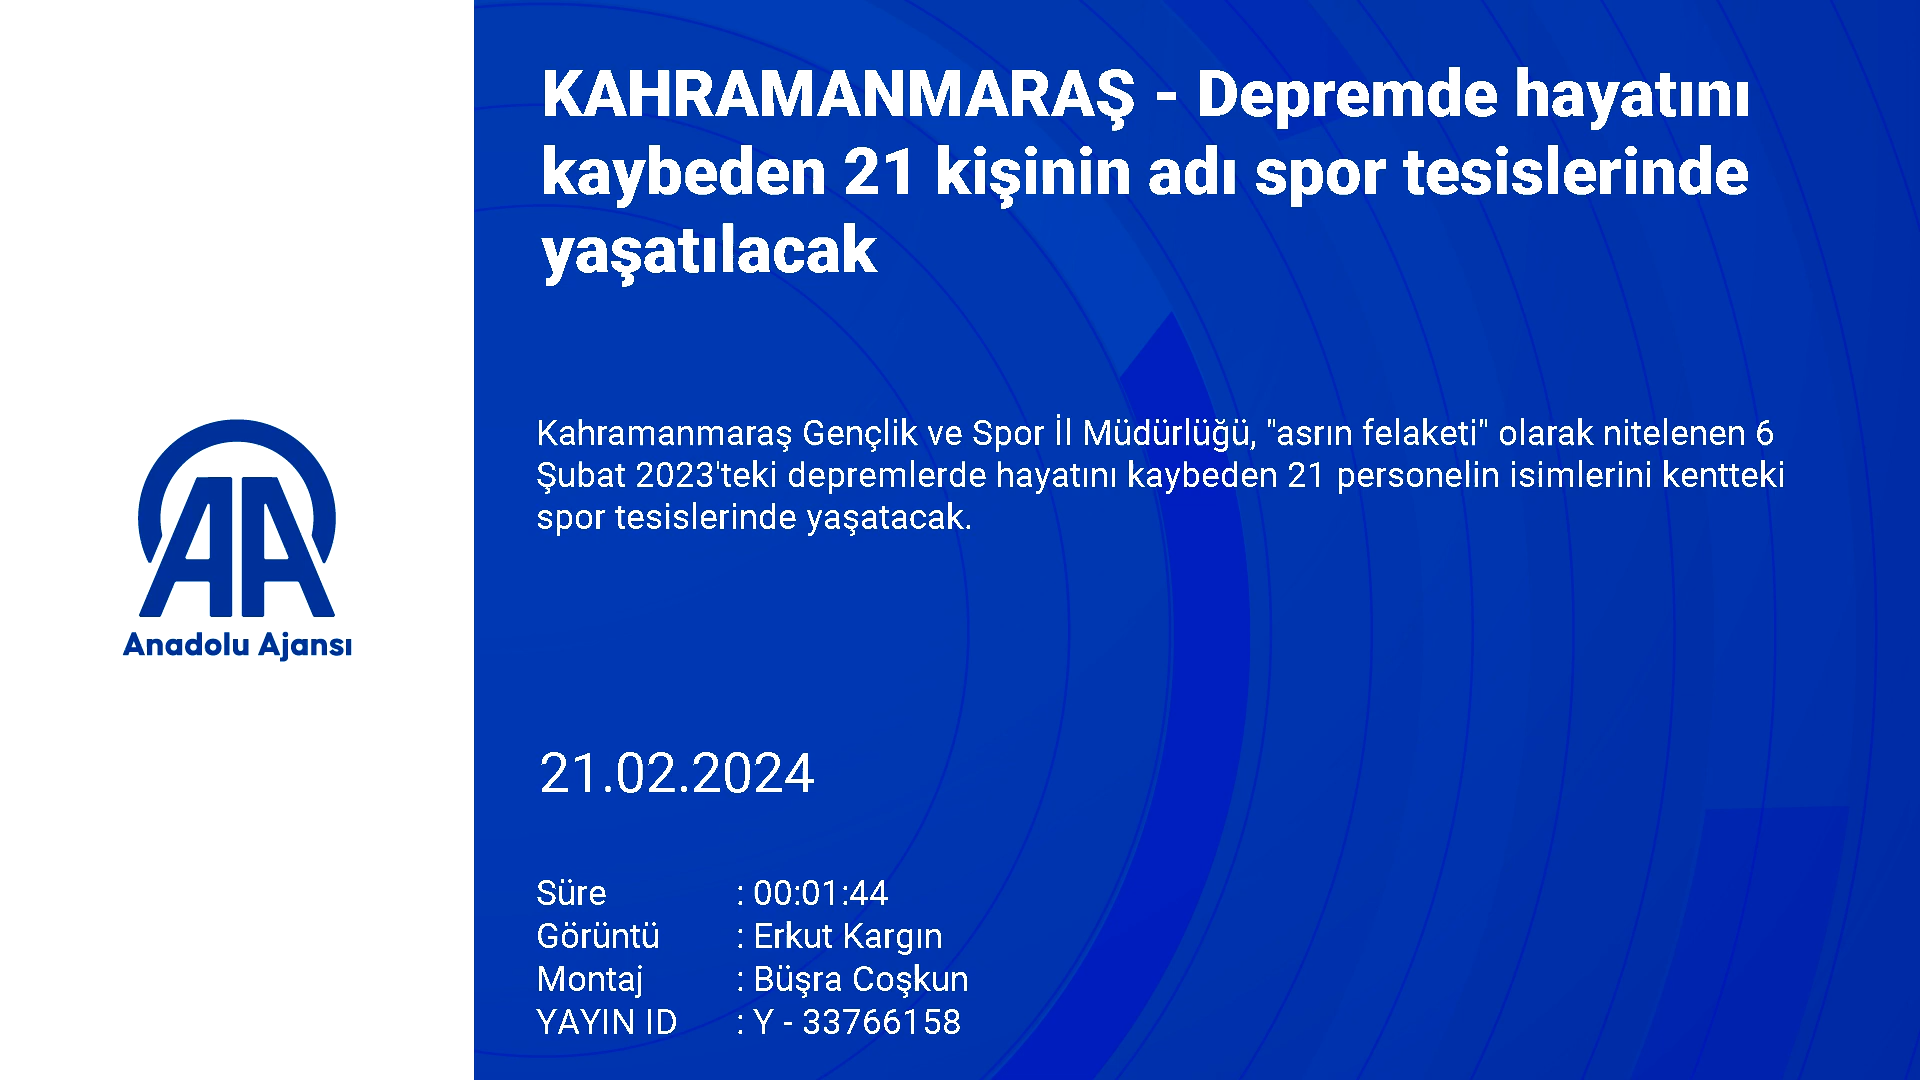 KAHRAMANMARAŞ - Depremde hayatını
kaybeden 21 kişinin adı spor tesislerinde
yaşatılacak
Kahramanmaraş Gençlik ve Spor İl Müdürlüğü, "asrın felaketi" olarak nitelenen 6
Şubat 2023'teki depremlerde hayatını kaybeden 21 personelin isimlerini kentteki
spor tesislerinde yaşatacak.
AA
Anadolu Ajansı
21.02.2024
Süre : 00:01:44
Görüntü : Erkut Kargın
Montaj : Büşra Coşkun
YAYIN ID : Y - 33766158